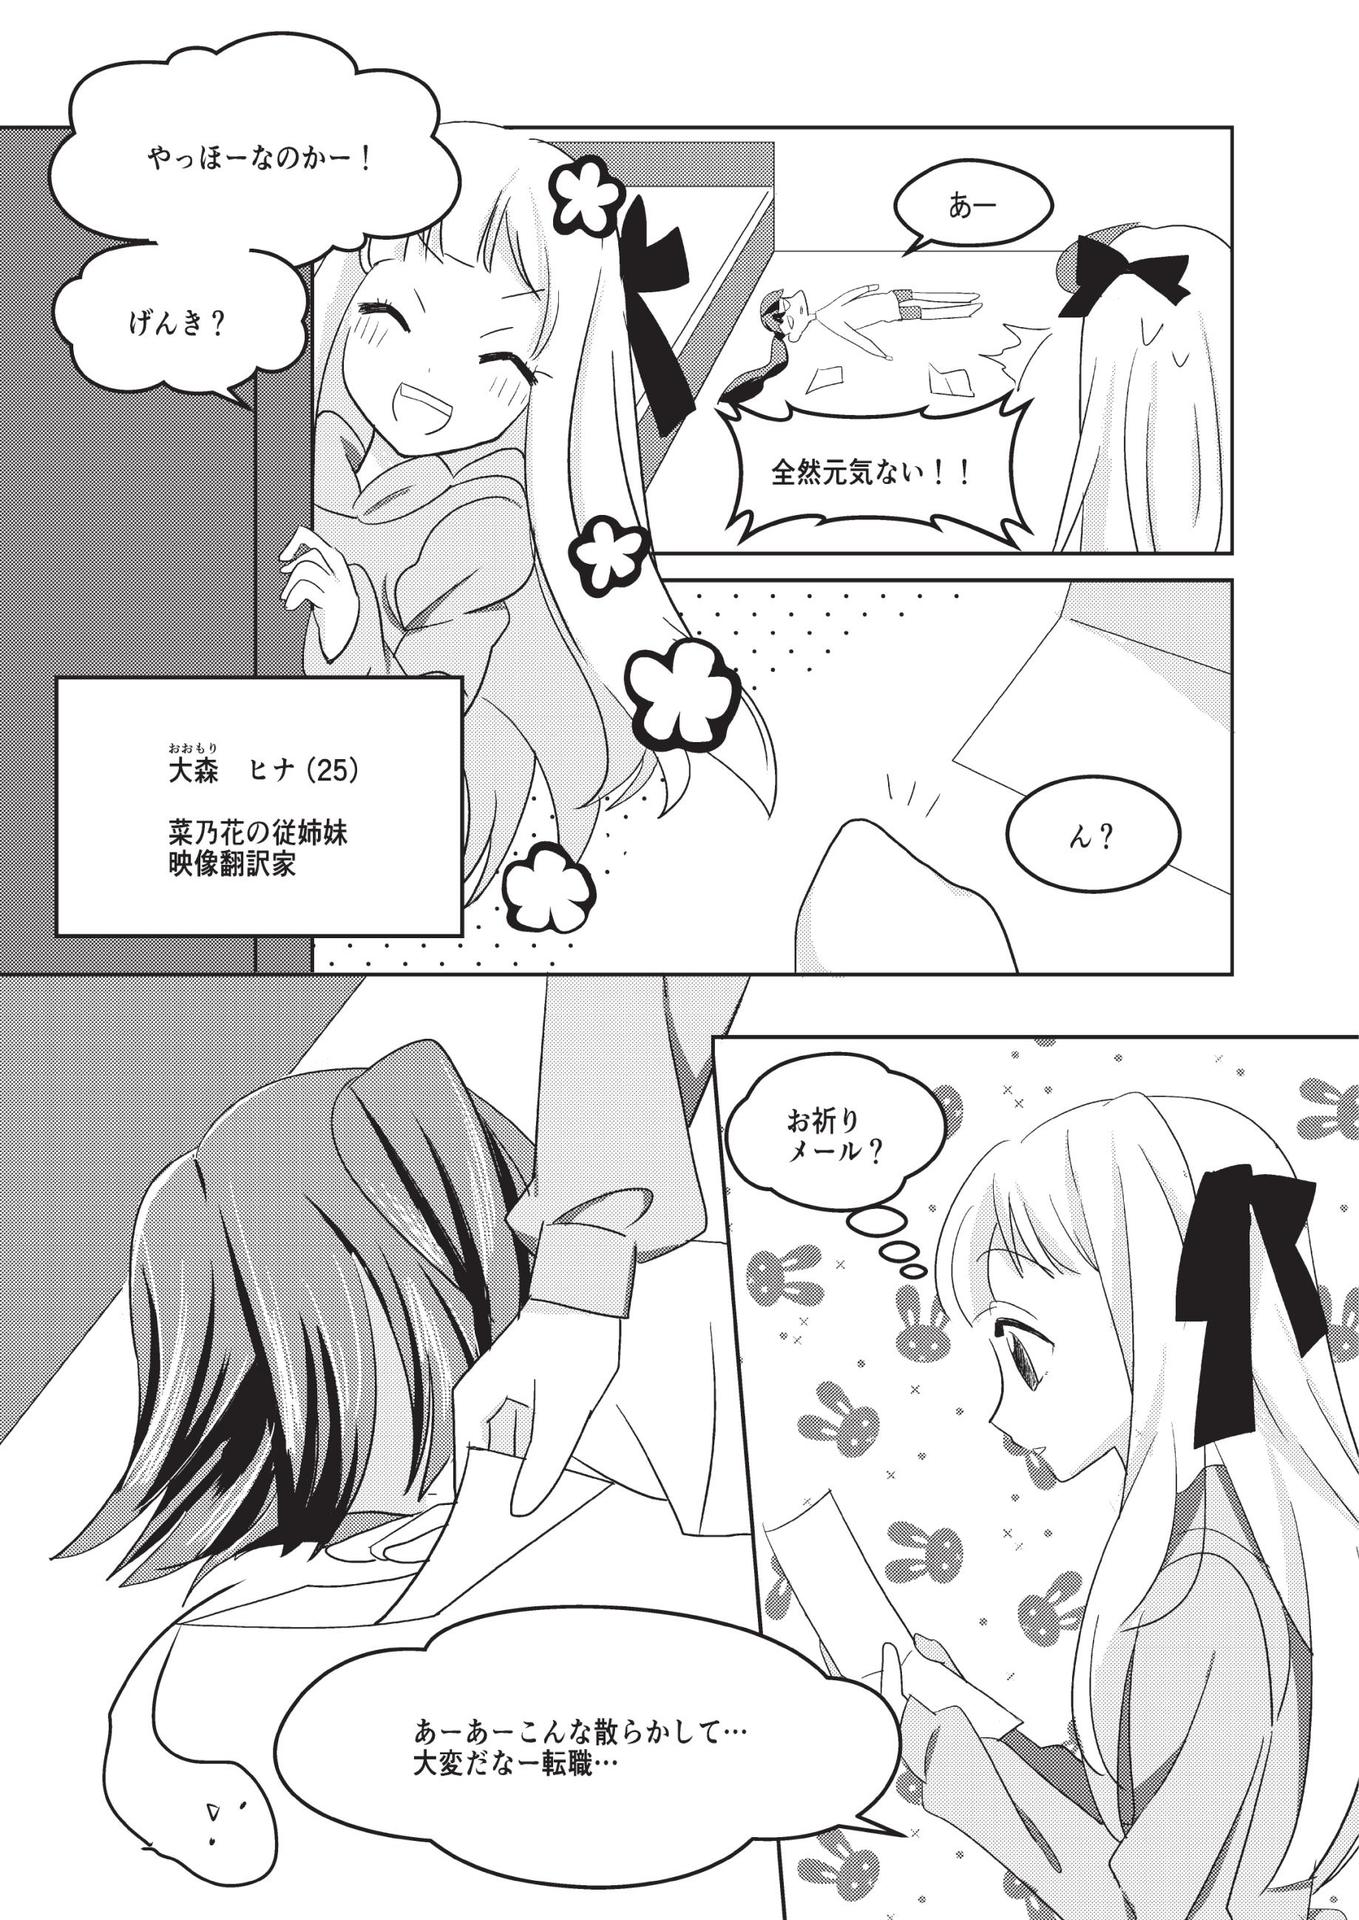 やっほーなのかー！
げんき？
おおもり
大森　ヒナ（25）
菜乃花の従姉妹
映像翻訳家
あー
全然元気ない！！
ん？
お祈り
メール？
あーあーこんな散らかして…
大変だなー転職…